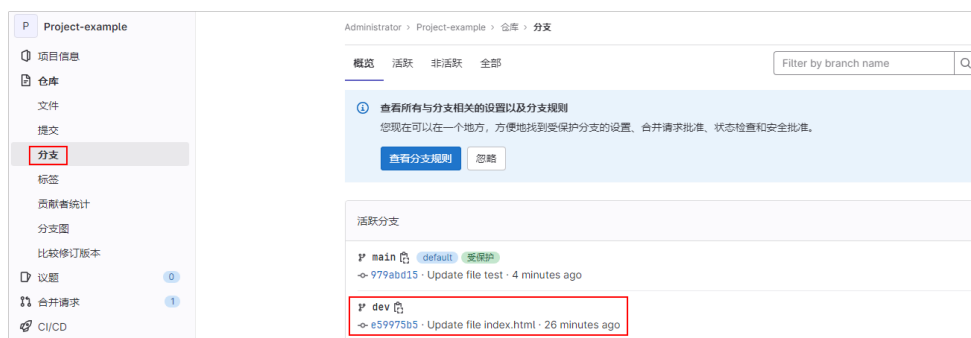 P Project-example
项目信息
仓库
文件
提交
分支
标签
贡献者统计
分支图
比较修订版本
议题 0
合并请求 1
CI/CD
Administrator > Project-example > 仓库 > 分支
概览 活跃 非活跃 全部 Filter by branch name
查看所有与分支相关的设置以及分支规则
您现在可以在一个地方，方便地找到受保护分支的设置、合并请求批准、状态检查和安全批准。
查看分支规则 忽略
活跃分支
main default 受保护
979abd15 · Update file test · 4 minutes ago
dev
e59975b5 · Update file index.html · 26 minutes ago